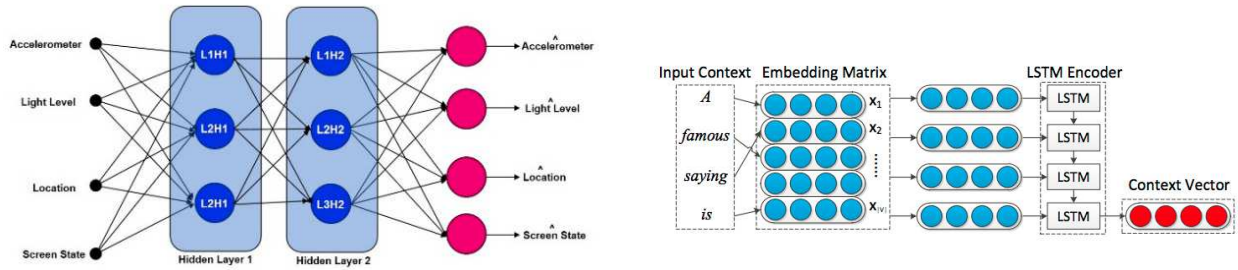 Accelerometer
Light Level
Location
Screen State
L1H1
L2H1
L2H1
Hidden Layer 1
L1H2
L2H2
L3H2
Hidden Layer 2
^
Accelerometer
^
Light Level
^
Location
^
Screen State
Input Context
A
famous
saying
is
Embedding Matrix
X1
X2
......
X|V|
LSTM Encoder
LSTM
LSTM
LSTM
LSTM
Context Vector